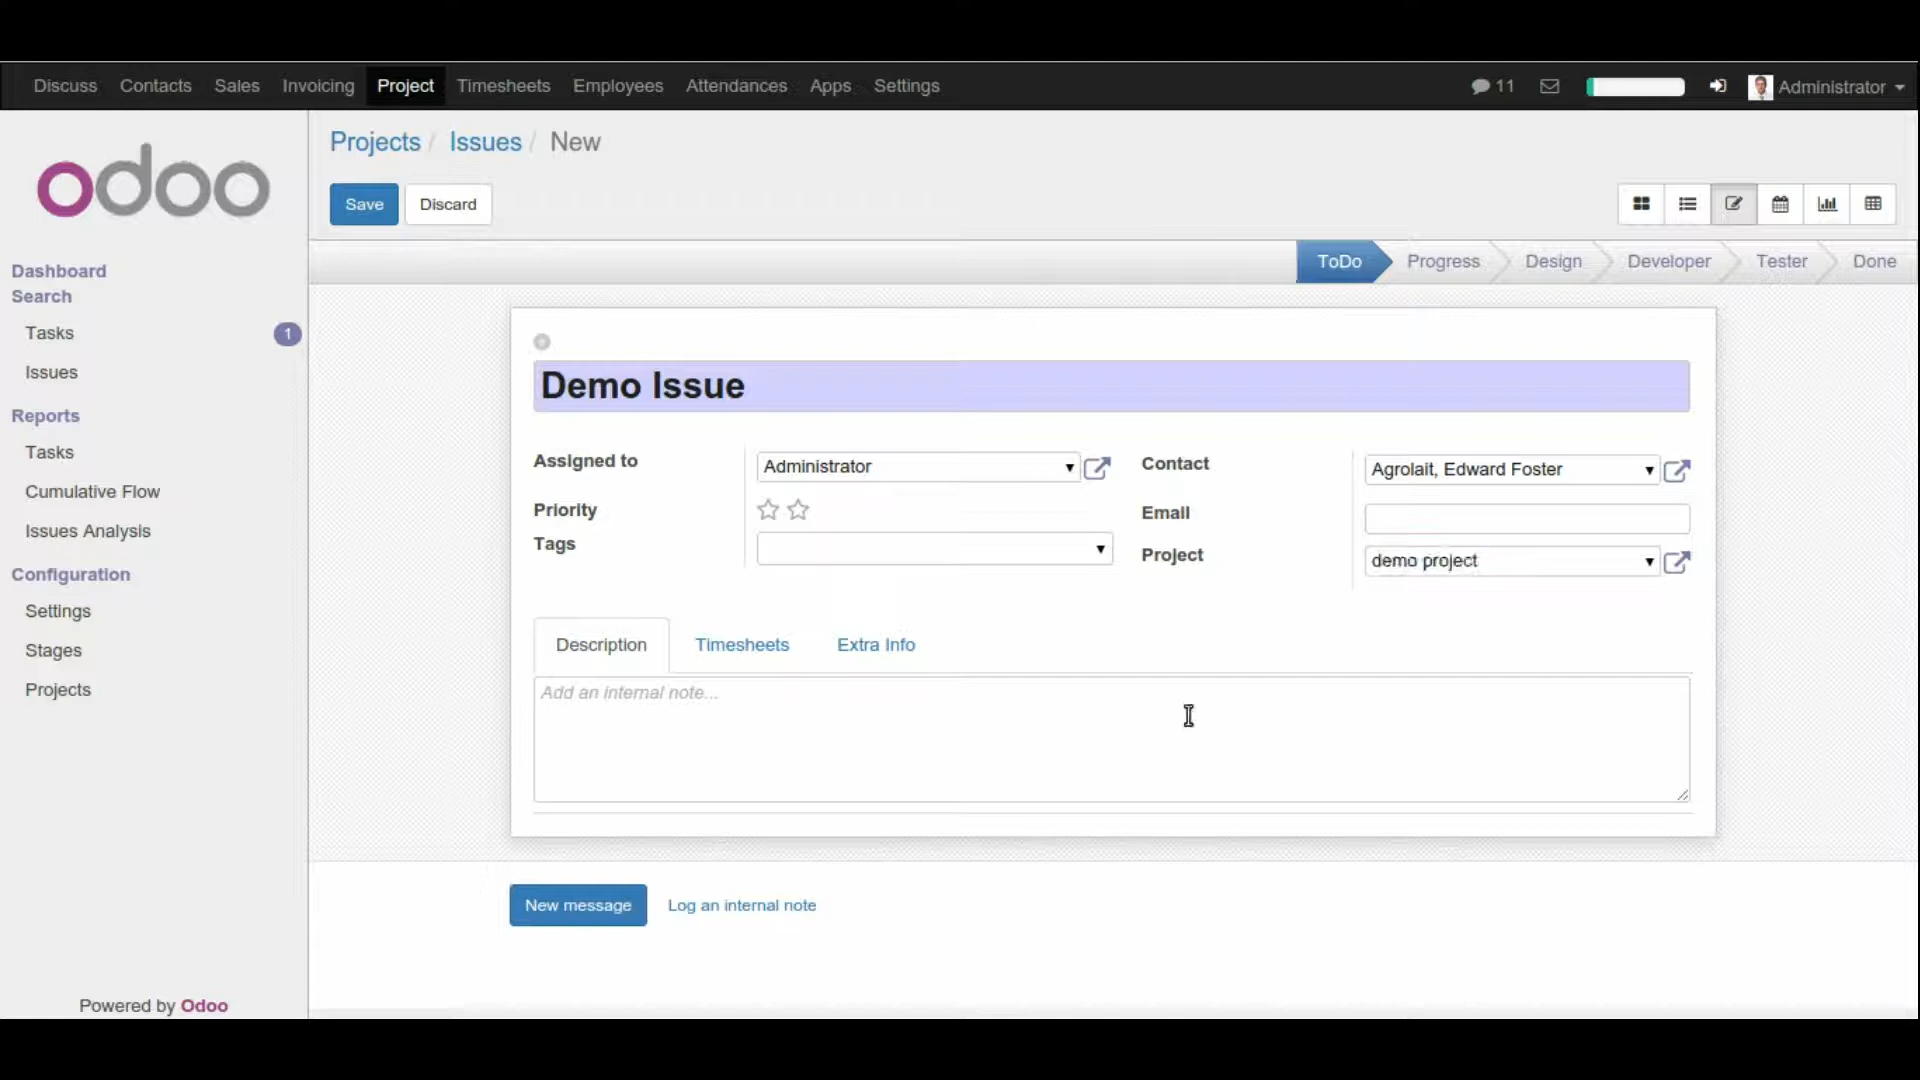 Discuss Contacts Sales Invoicing Project Timesheets Employees Attendances Apps Settings 11 Administrator
odoo
Projects / Issues / New
Save Discard
ToDo Progress Design Developer Tester Done
Dashboard
Search
Tasks 1
Issues
Reports
Tasks
Cumulative Flow
Issues Analysis
Configuration
Settings
Stages
Projects
Powered by Odoo
Demo Issue
Assigned to Administrator
Priority
Tags
Contact Agrolait, Edward Foster
Email
Project demo project
Description Timesheets Extra Info
Add an internal note...
New message Log an internal note